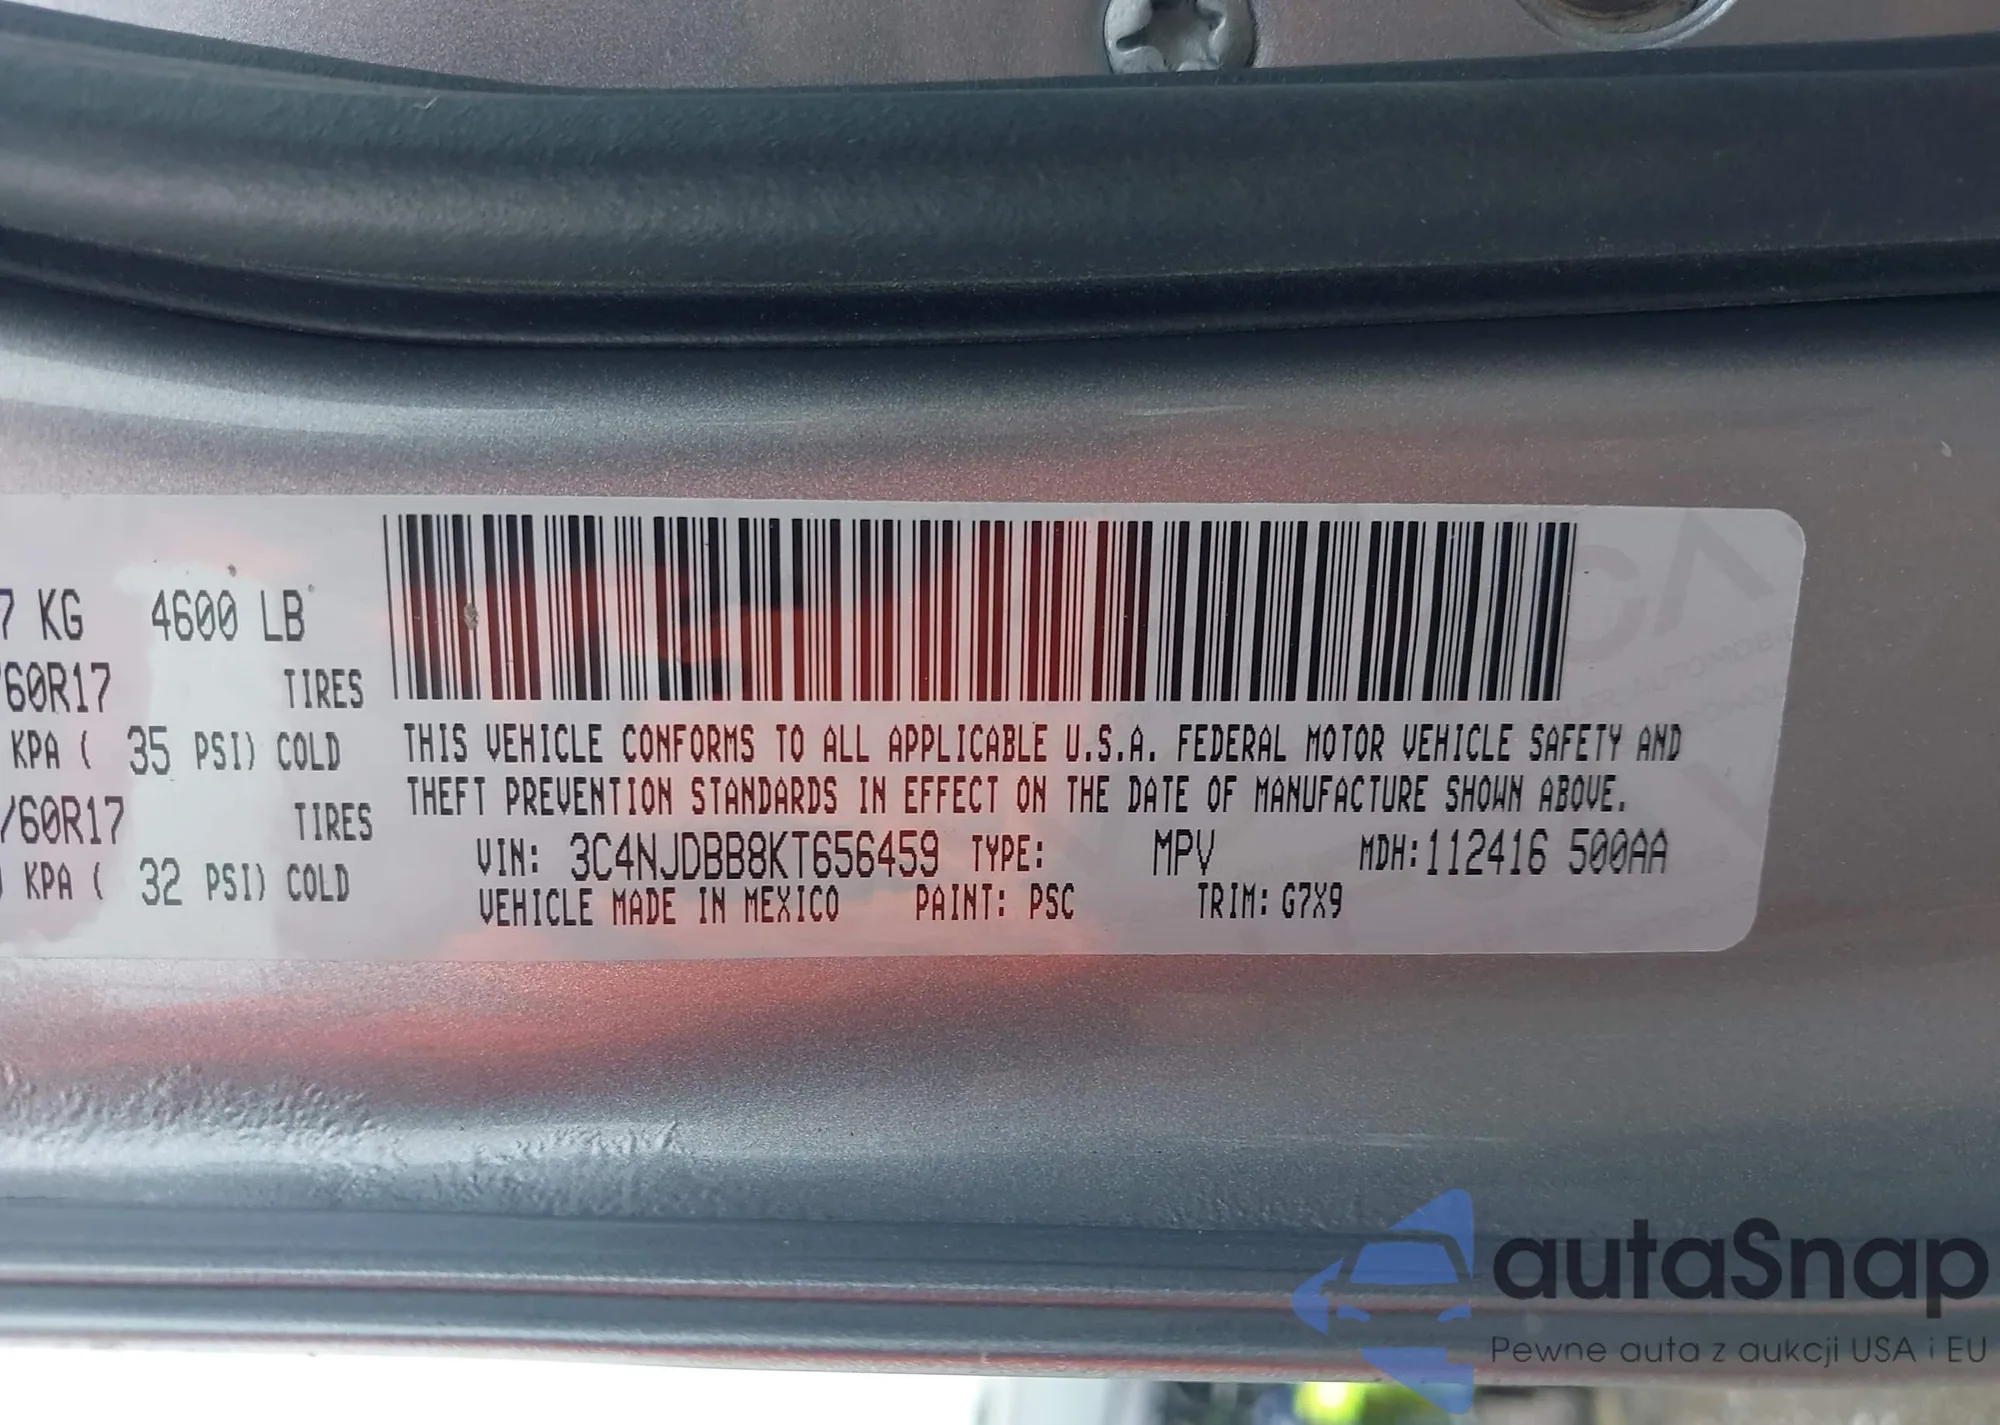 7 KG 4600 LB
/60R17 TIRES
KPA ( 35 PSI) COLD
/60R17 TIRES
KPA ( 32 PSI) COLD
THIS VEHICLE CONFORMS TO ALL APPLICABLE U.S.A. FEDERAL MOTOR VEHICLE SAFETY AND
THEFT PREVENTION STANDARDS IN EFFECT ON THE DATE OF MANUFACTURE SHOWN ABOVE.
VIN: 3C4NJDBB8KT656459 TYPE: MPV MDH:112416 500AA
VEHICLE MADE IN MEXICO PAINT: PSC TRIM: G7X9
autaSnap
Pewne auta z aukcji USA i EU